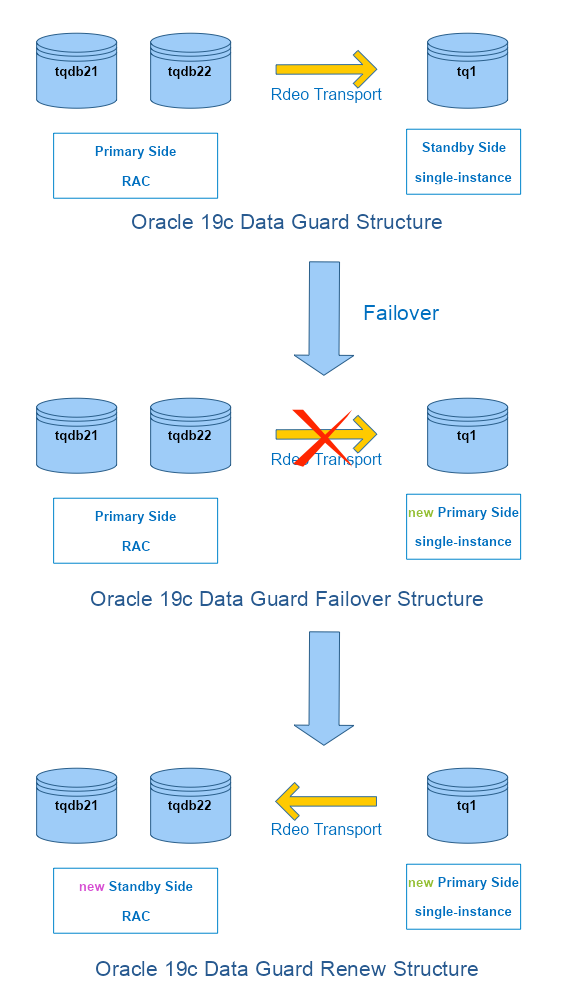 tqdb21
tqdb22
tq1
Rdeo Transport
Primary Side
RAC
Standby Side
single-instance
Oracle 19c Data Guard Structure
Failover
tqdb21
tqdb22
tq1
Rdeo Transport
Primary Side
RAC
new Primary Side
single-instance
Oracle 19c Data Guard Failover Structure
tqdb21
tqdb22
tq1
Rdeo Transport
new Standby Side
RAC
new Primary Side
single-instance
Oracle 19c Data Guard Renew Structure